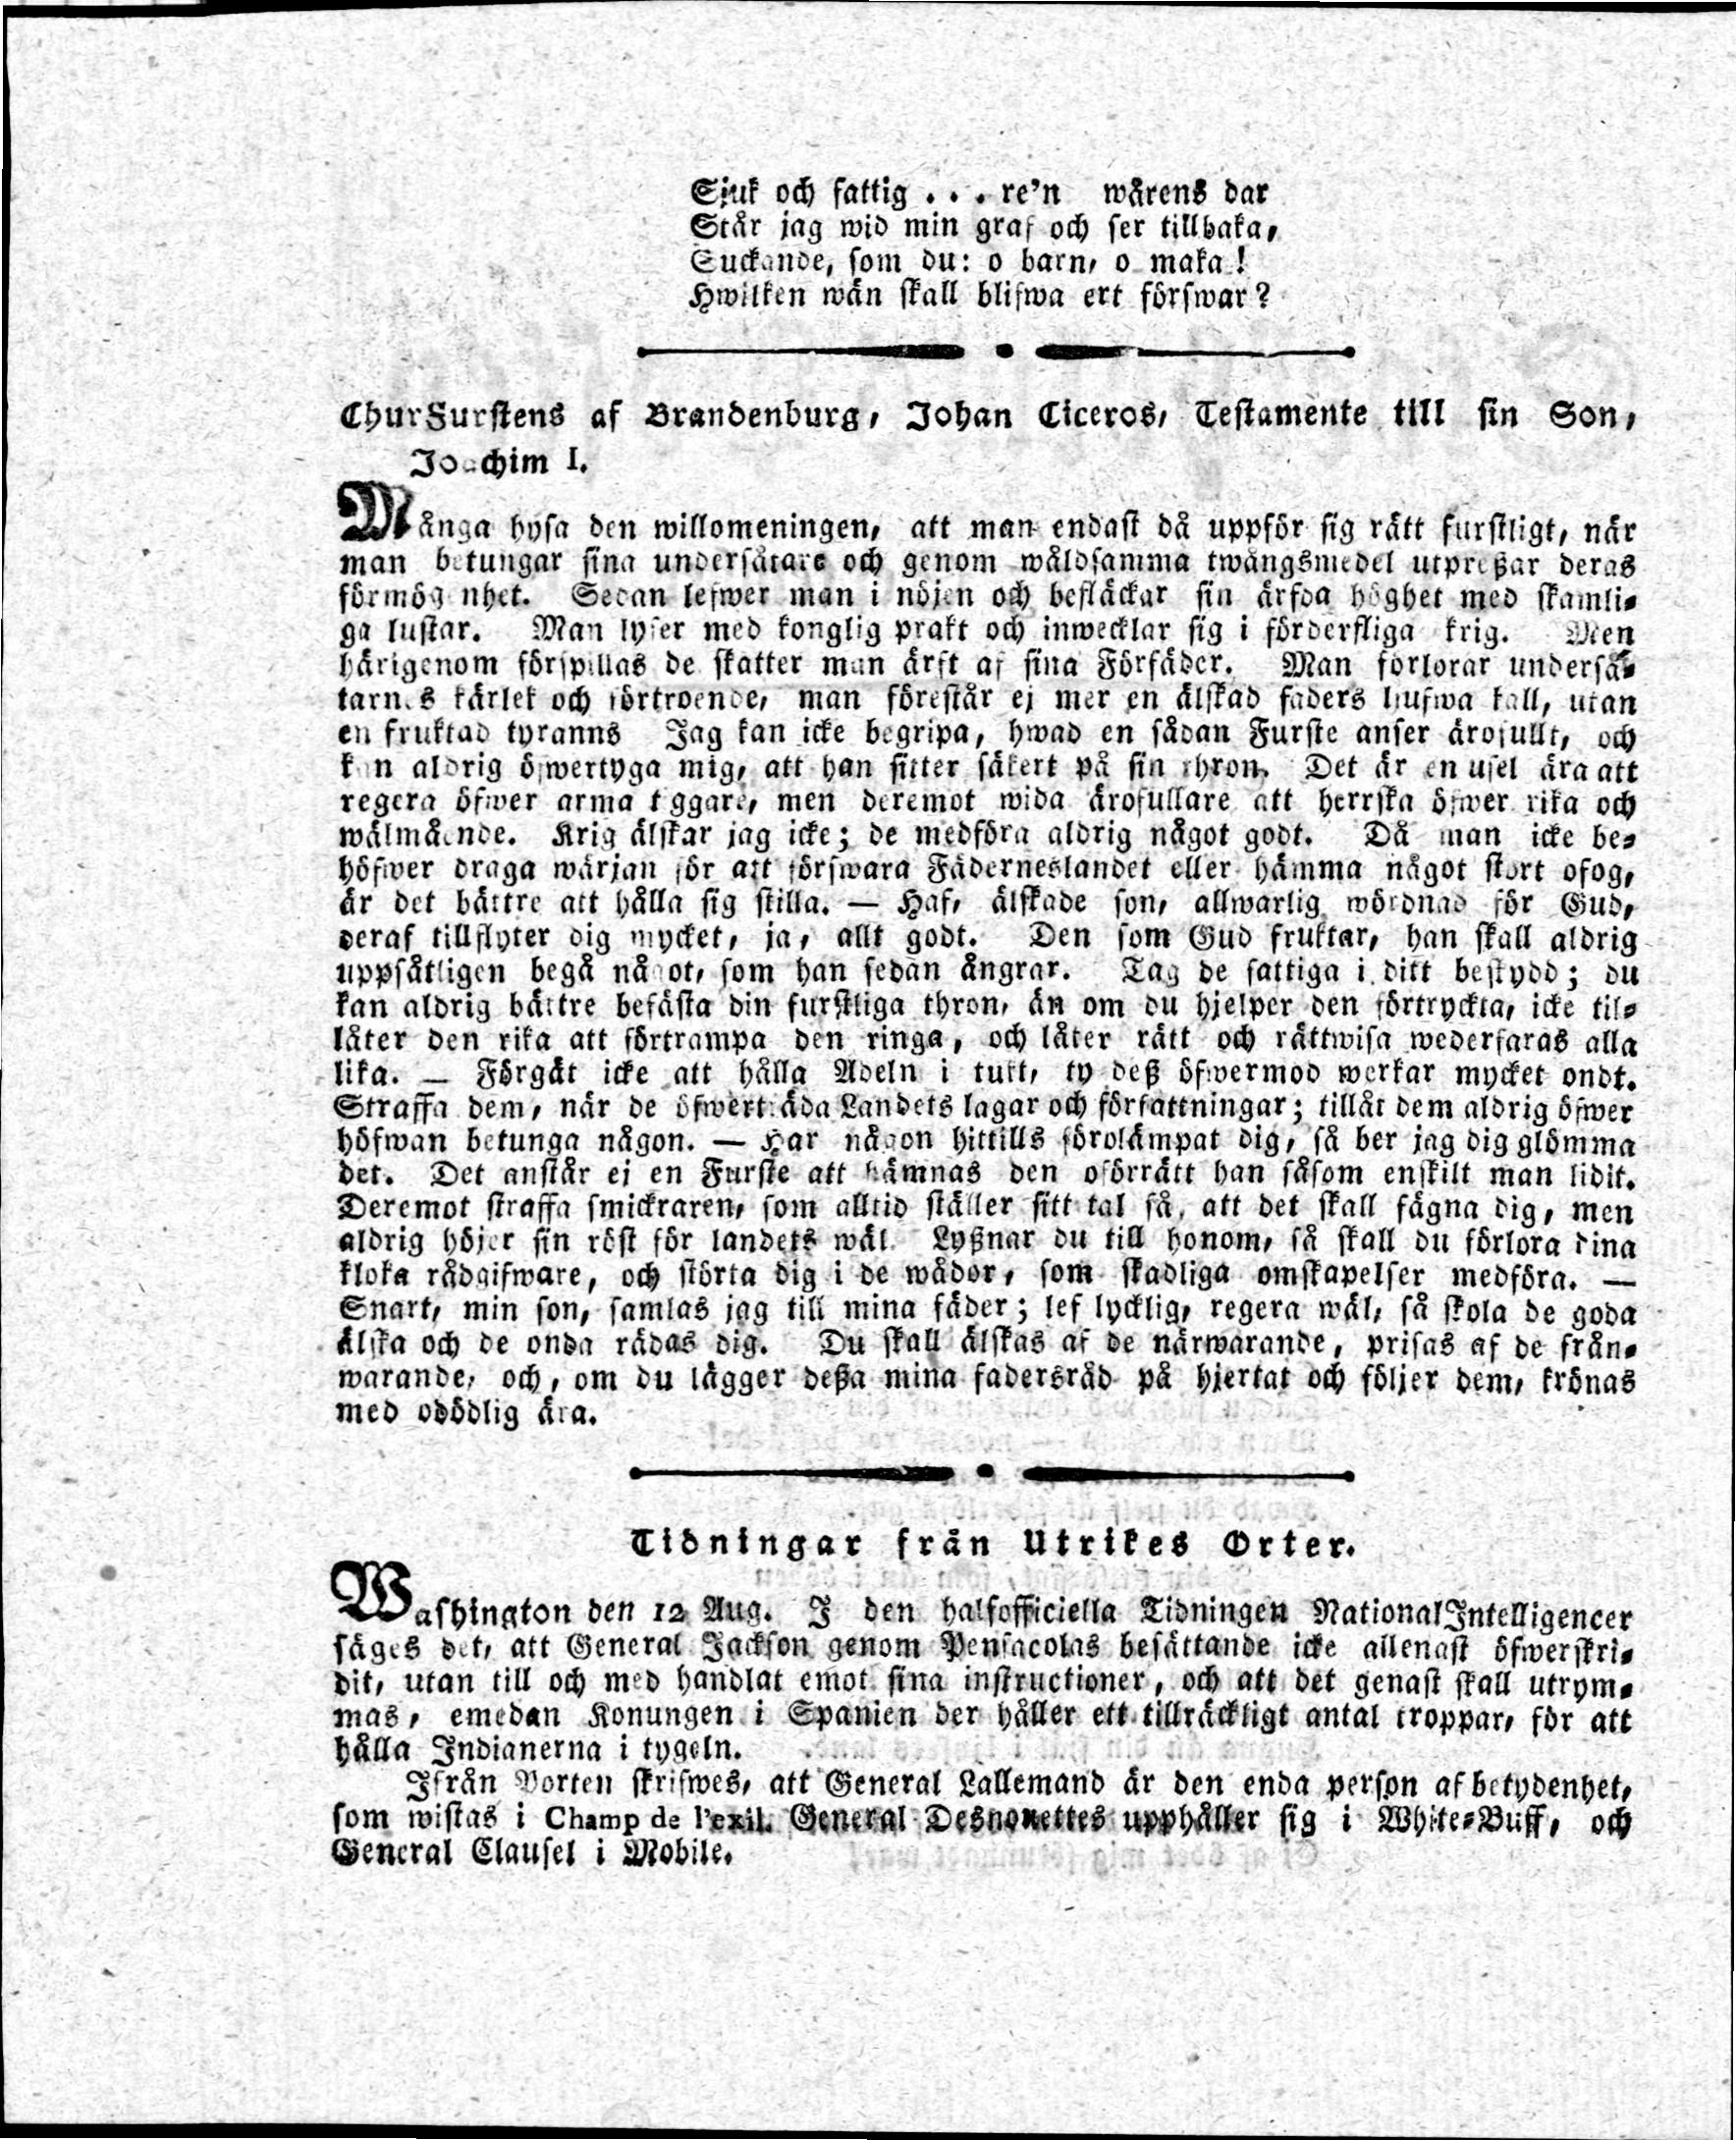 Sjuk och fattig . . . re'n wårens dar
Står jag wid min graf och ser tillbaka,
Suckande, som du: o barn, o maka!
Hwilken wän skall blifwa ert förswar?
ChurFurstens af Brandenburg, Johan Ciceros, Testamente till sin Son,
Joachim I.
Många hysa den willomeningen, att man endast då uppför sig rätt furstligt, när
man betungar sina undersåtare och genom wåldsamma twångsmedel utpreßar deras
förmögenhet. Sedan lefwer man i nöjen och befläckar sin ärfda höghet med skamli-
ga lustar. Man lyser med konglig prakt och inwecklar sig i förderfliga krig. Men
härigenom förspillas de skatter man ärft af sina Förfäder. Man förlorar underså-
tarnes kärlek och förtroende, man förestår ej mer en älskad faders ljufwa kall, utan
en fruktad tyranns Jag kan icke begripa, hwad en sådan Furste anser ärofullt, och
kan aldrig öfwertyga mig, att han sitter säkert på sin thron. Det är en usel ära att
regera öfwer arma tiggare, men deremot wida ärofullare att herrska öfwer rika och
wälmående. Krig älskar jag icke; de medföra aldrig något godt. Då man icke be-
höfwer draga wärjan för att förswara Fäderneslandet eller hämma något stort ofog,
är det bättre att hålla sig stilla. — Haf, älskade son, allwarlig wördnad för Gud,
deraf tillflyter dig mycket, ja, allt godt. Den som Gud fruktar, han skall aldrig
uppsåtligen begå något, som han sedan ångrar. Tag de fattiga i ditt beskydd; du
kan aldrig bättre befästa din furstliga thron, än om du hjelper den förtryckta, icke til-
låter den rika att förtrampa den ringa, och låter rätt och rättwisa wederfaras alla
lika. — Förgät icke att hålla Adeln i tukt, ty deß öfwermod werkar mycket ondt.
Straffa dem, när de öfwerträda Landets lagar och författningar; tillåt dem aldrig öfwer
höfwan betunga någon. — Har någon hittills förolämpat dig, så ber jag dig glömma
det. Det anstår ej en Furste att hämnas den oförrätt han såsom enskilt man lidit.
Deremot straffa smickraren, som alltid ställer sitt tal så, att det skall fägna dig, men
aldrig höjer sin röst för landets wäl. Lyßnar du till honom, så skall du förlora dina
kloka rådgifware, och störta dig i de wådor, som skadliga omskapelser medföra. —
Snart, min son, samlas jag till mina fäder; lef lycklig, regera wäl, så skola de goda
älska och de onda rädas dig. Du skall älskas af de närwarande, prisas af de från-
warande, och, om du lägger deßa mina fadersråd på hjertat och följer dem, krönas
med odödlig ära.
Tidningar från Utrikes Orter.
Washington den 12 Aug. I den halfofficiella Tidningen NationalIntelligencer
säges det, att General Jackson genom Pensacolas besättande icke allenast öfwerskri-
dit, utan till och med handlat emot sina instructioner, och att det genast skall utrym-
mas, emedan Konungen i Spanien der håller ett tillräckligt antal troppar, för att
hålla Indianerna i tygeln.
Ifrån Norten skrifwes, att General Lallemand är den enda person af betydenhet,
som wistas i Champ de l'exil. General Desnouettes upphåller sig i White-Buff, och
General Clausel i Mobile.